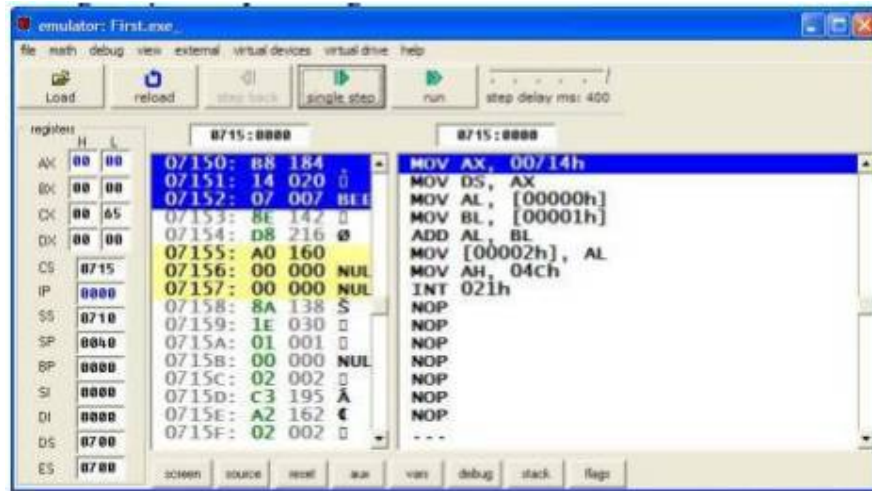 emulator: First.exe_
file math debug view external virtual devices virtual drive help
Load reload step back single step run step delay ms: 400
registers
H L
0715:0000 0715:0000
AX 00 00
BX 00 00
CX 00 65
DX 00 00
CS 0715
IP 0000
SS 0710
SP 0040
BP 0000
SI 0000
DI 0000
DS 0700
ES 0700
07150: B8 184
07151: 14 020
07152: 07 007 BEE
07153: 8E 142
07154: D8 216 Ø
07155: A0 160
07156: 00 000 NUL
07157: 00 000 NUL
07158: 8A 138 Š
07159: 1E 030
0715A: 01 001
0715B: 00 000 NUL
0715C: 02 002
0715D: C3 195 Ã
0715E: A2 162 ¢
0715F: 02 002
MOV AX, 00714h
MOV DS, AX
MOV AL, [00000h]
MOV BL, [00001h]
ADD AL, BL
MOV [00002h], AL
MOV AH, 04Ch
INT 021h
NOP
NOP
NOP
NOP
NOP
NOP
...
screen source reset aux vars debug stack flags